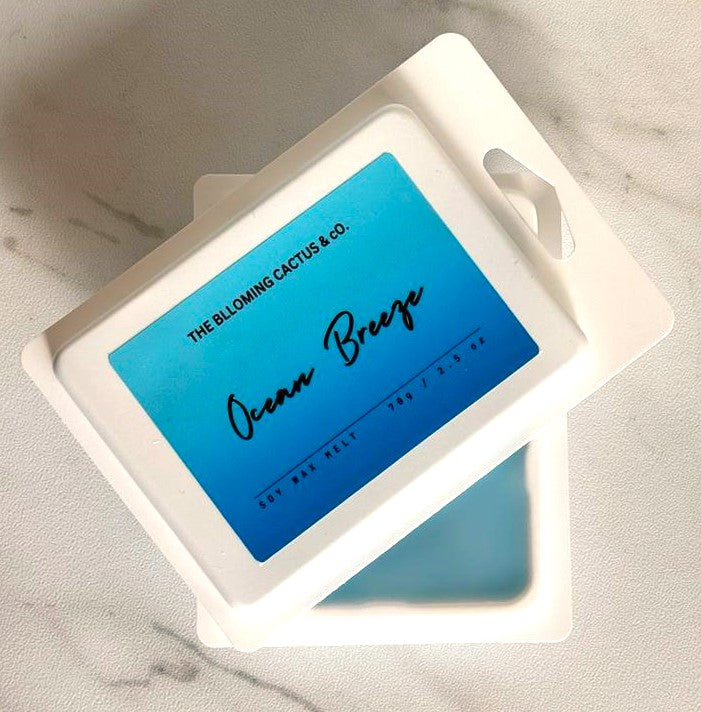 THE BLLOMING CACTUS & cO.
Ocean Breeze
SOY WAX MELT 70g / 2.5 oz